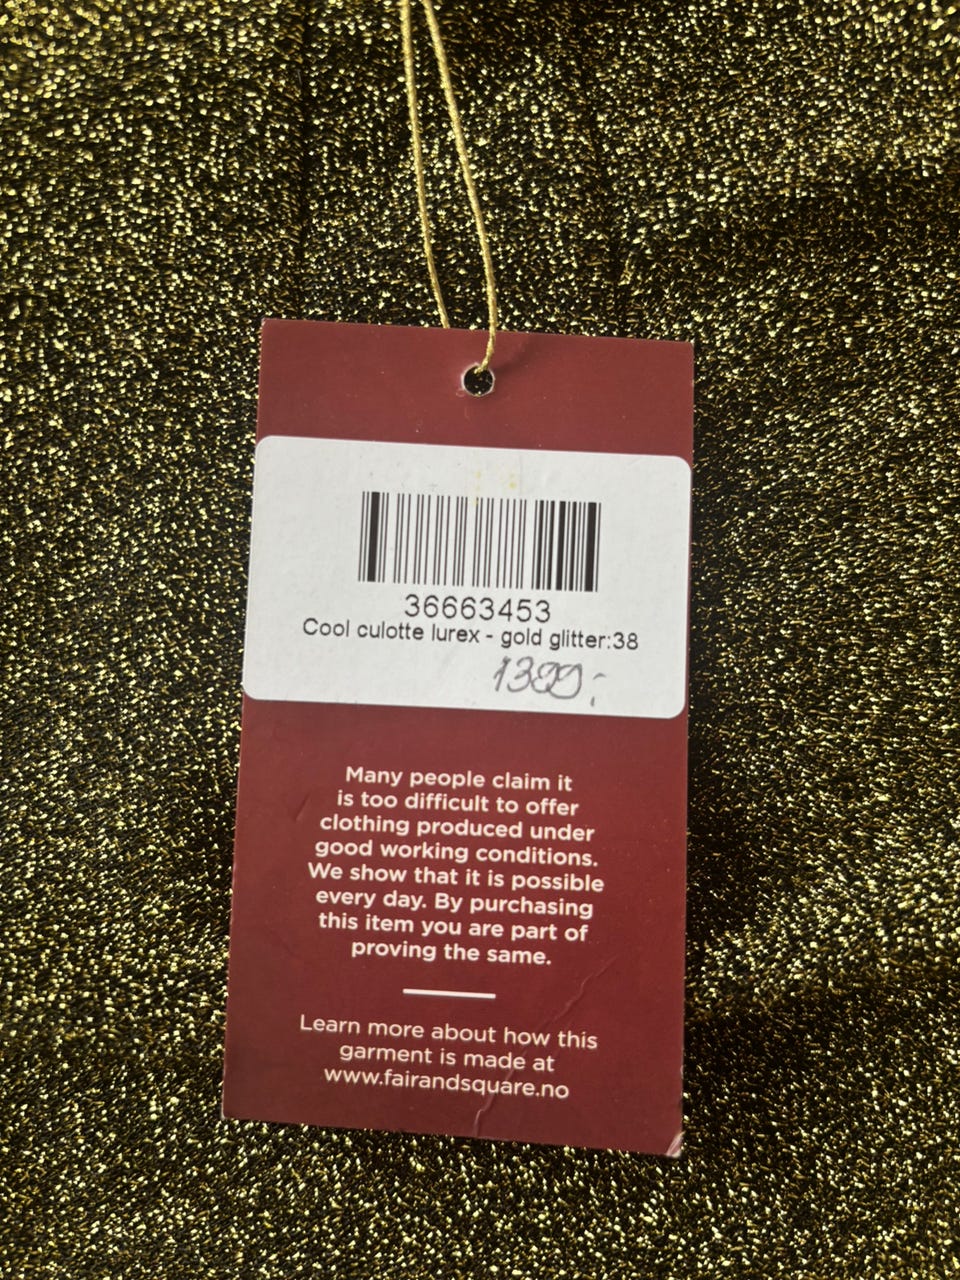 36663453
Cool culotte lurex - gold glitter:38
1399,-
Many people claim it
is too difficult to offer
clothing produced under
good working conditions.
We show that it is possible
every day. By purchasing
this item you are part of
proving the same.
Learn more about how this
garment is made at
www.fairandsquare.no